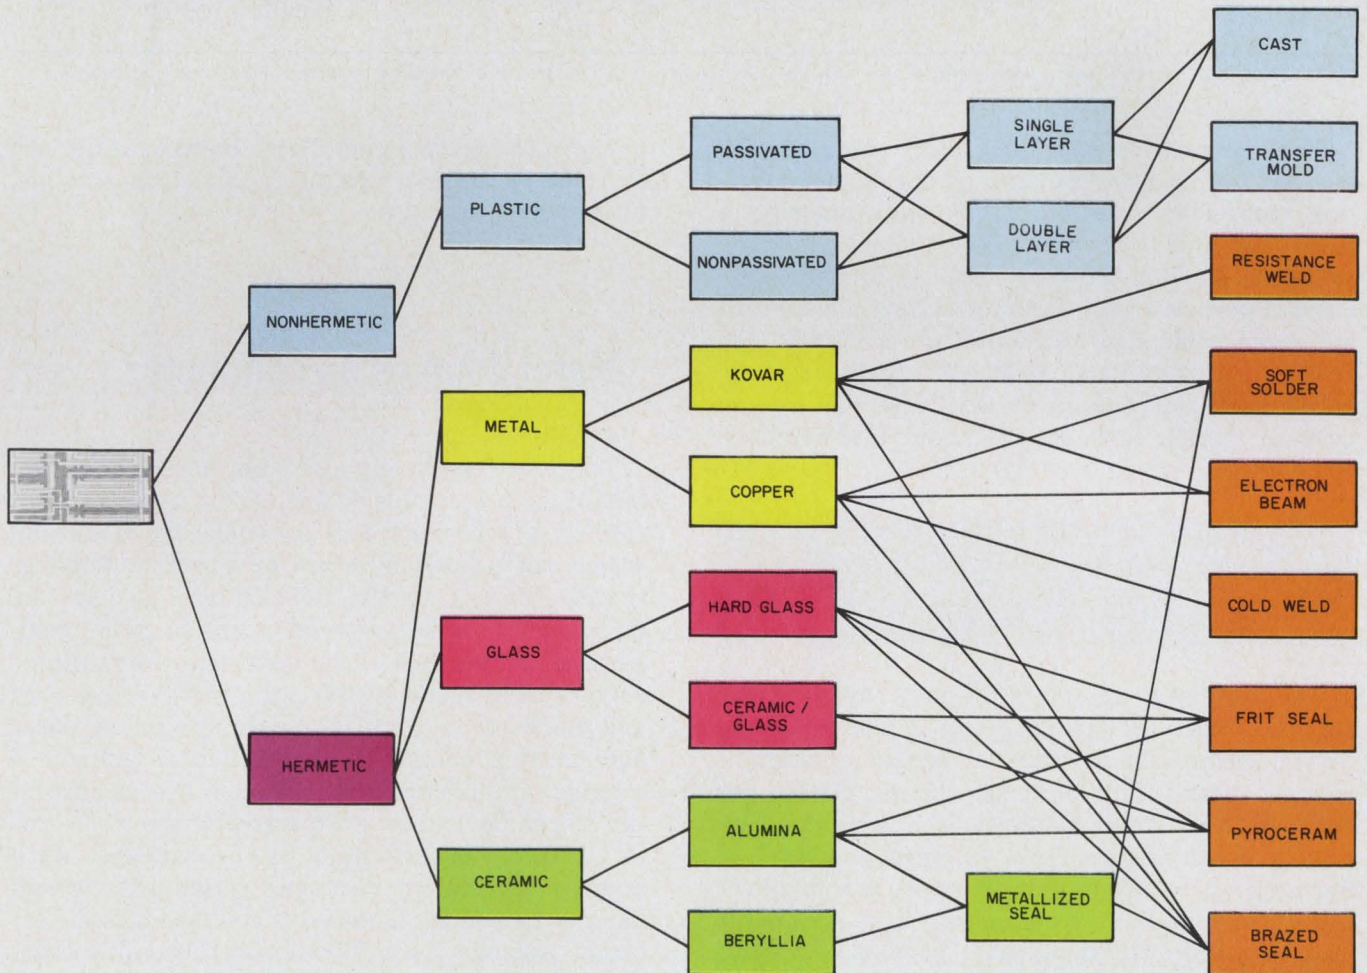 NONHERMETIC
HERMETIC
PLASTIC
METAL
GLASS
CERAMIC
PASSIVATED
NONPASSIVATED
KOVAR
COPPER
HARD GLASS
CERAMIC /
GLASS
ALUMINA
BERYLLIA
SINGLE
LAYER
DOUBLE
LAYER
METALLIZED
SEAL
CAST
TRANSFER
MOLD
RESISTANCE
WELD
SOFT
SOLDER
ELECTRON
BEAM
COLD WELD
FRIT SEAL
PYROCERAM
BRAZED
SEAL